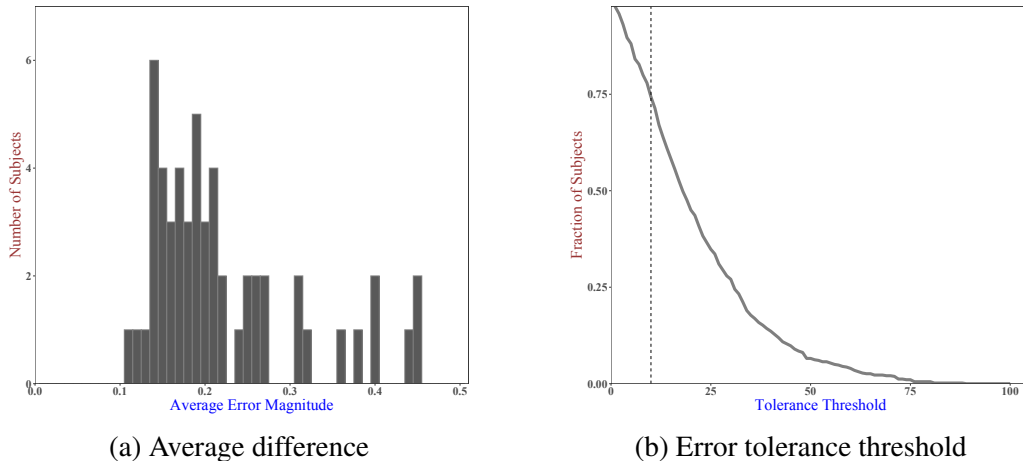 6
4
2
0
Number of Subjects
0.0 0.1 0.2 0.3 0.4 0.5
Average Error Magnitude
(a) Average difference
0.75
0.50
0.25
0.00
Fraction of Subjects
0 25 50 75 100
Tolerance Threshold
(b) Error tolerance threshold